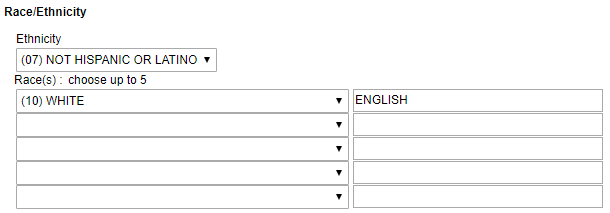 Race/Ethnicity
Ethnicity
(07) NOT HISPANIC OR LATINO
Race(s) : choose up to 5
(10) WHITE ENGLISH